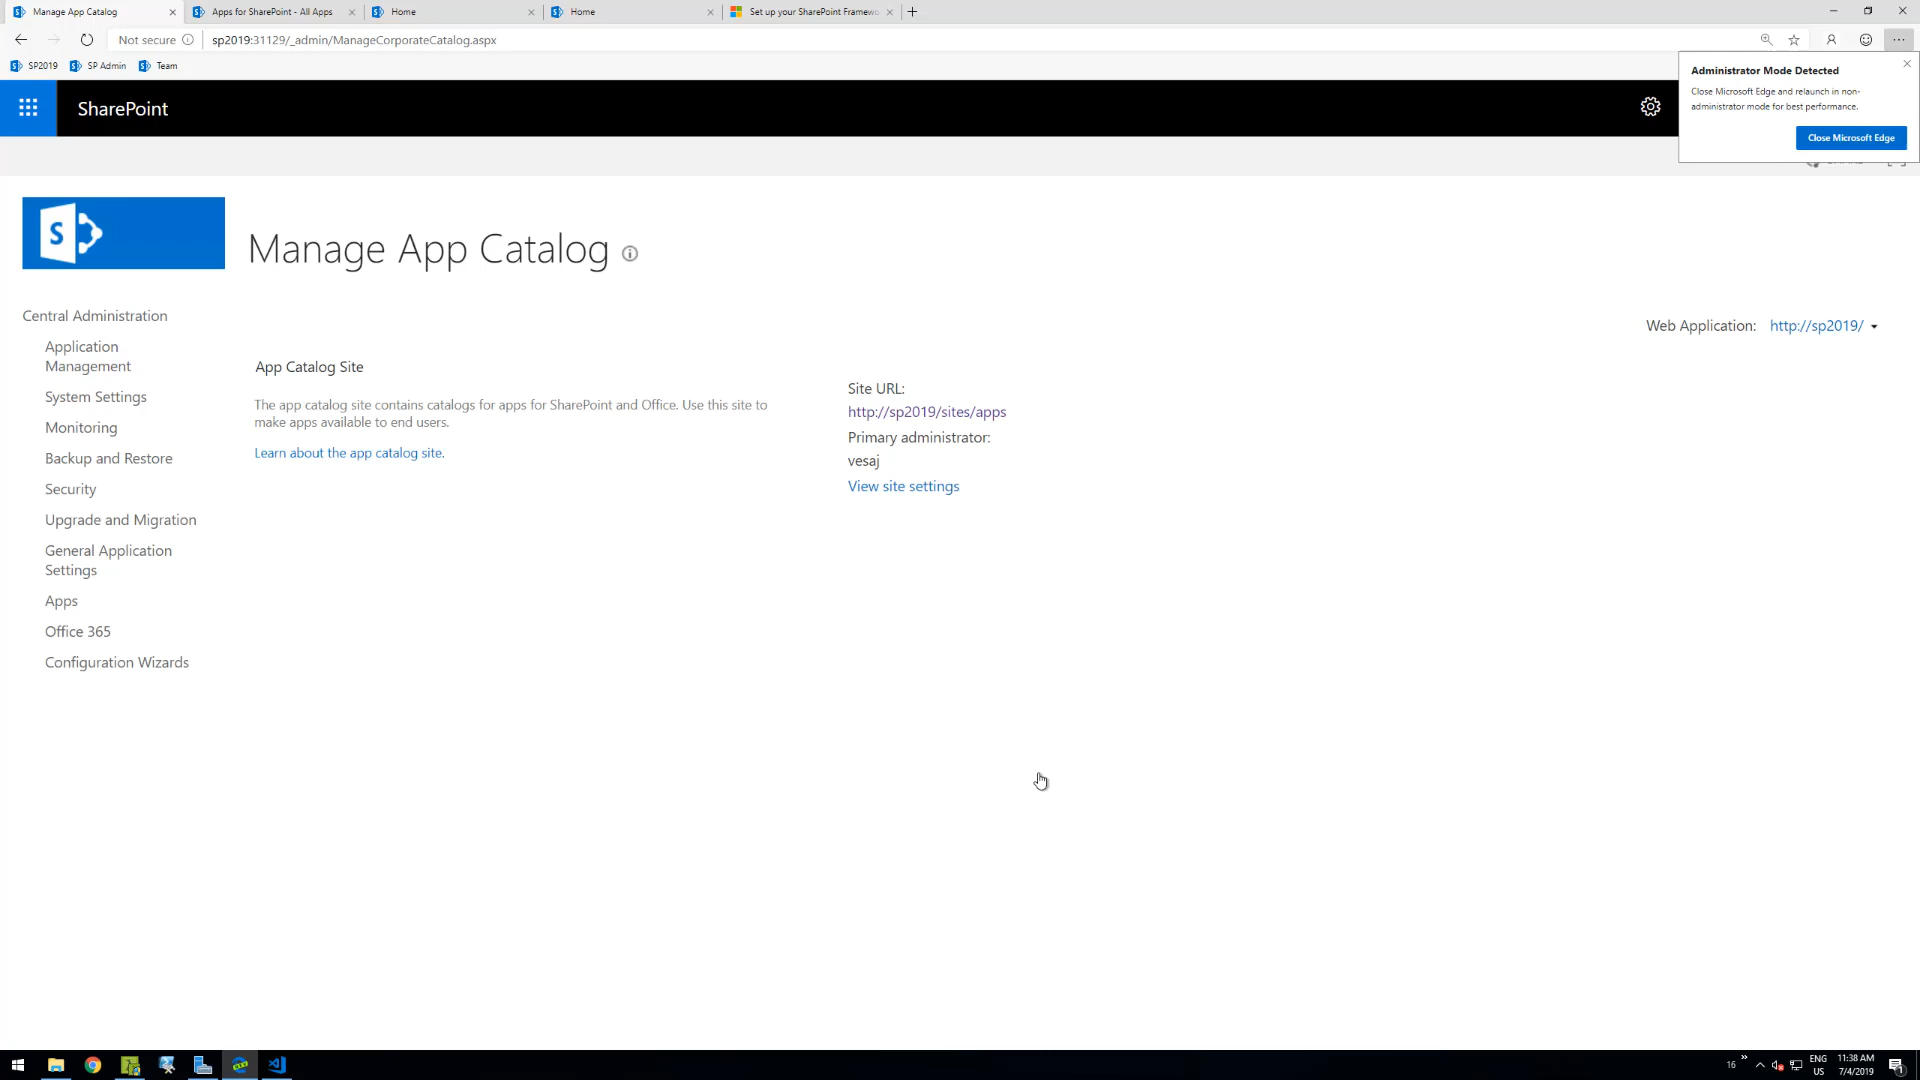 Manage App Catalog
Apps for SharePoint - All Apps
Home
Home
Set up your SharePoint Framewo
Not secure
sp2019:31129/_admin/ManageCorporateCatalog.aspx
SP2019
SP Admin
Team
Administrator Mode Detected
Close Microsoft Edge and relaunch in non-
administrator mode for best performance.
Close Microsoft Edge
SharePoint
S
Manage App Catalog
Central Administration
Application
Management
System Settings
Monitoring
Backup and Restore
Security
Upgrade and Migration
General Application
Settings
Apps
Office 365
Configuration Wizards
Web Application: http://sp2019/
App Catalog Site
The app catalog site contains catalogs for apps for SharePoint and Office. Use this site to
make apps available to end users.
Learn about the app catalog site.
Site URL:
http://sp2019/sites/apps
Primary administrator:
vesaj
View site settings
16
ENG
US
11:38 AM
7/4/2019
1